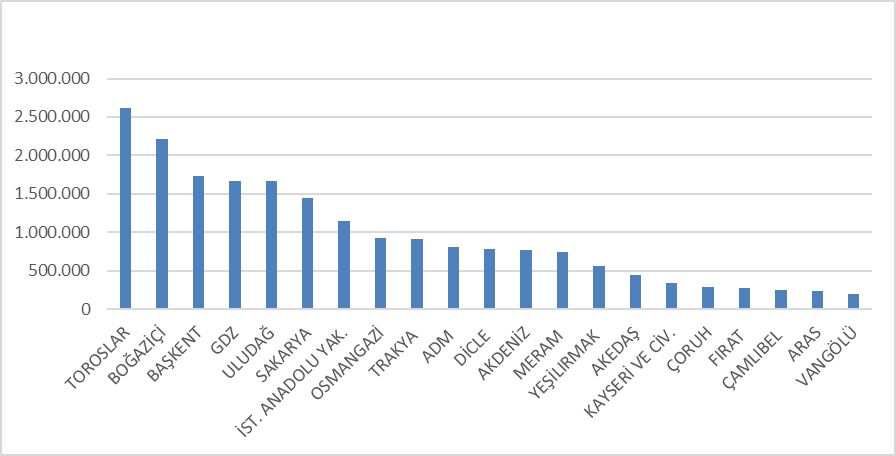 3.000.000
2.500.000
2.000.000
1.500.000
1.000.000
500.000
0
TOROSLAR
BOĞAZİÇİ
BAŞKENT
GDZ
ULUDAĞ
SAKARYA
İST. ANADOLU YAK.
OSMANGAZİ
TRAKYA
ADM
DİCLE
AKDENİZ
MERAM
YEŞİLIRMAK
AKEDAŞ
KAYSERİ VE CİV.
ÇORUH
FIRAT
ÇAMLIBEL
ARAS
VANGÖLÜ